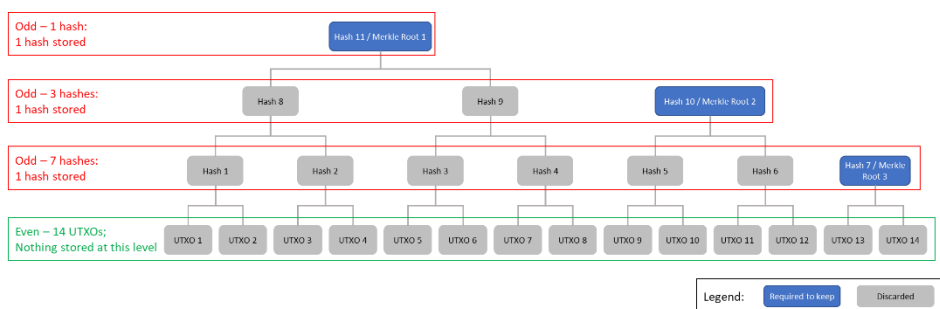 Odd – 1 hash:
1 hash stored
Hash 11 / Merkle Root 1
Odd – 3 hashes:
1 hash stored
Hash 8
Hash 9
Hash 10 / Merkle Root 2
Odd – 7 hashes:
1 hash stored
Hash 1
Hash 2
Hash 3
Hash 4
Hash 5
Hash 6
Hash 7 / Merkle
Root 3
Even – 14 UTXOs;
Nothing stored at this level
UTXO 1
UTXO 2
UTXO 3
UTXO 4
UTXO 5
UTXO 6
UTXO 7
UTXO 8
UTXO 9
UTXO 10
UTXO 11
UTXO 12
UTXO 13
UTXO 14
Legend:
Required to keep
Discarded